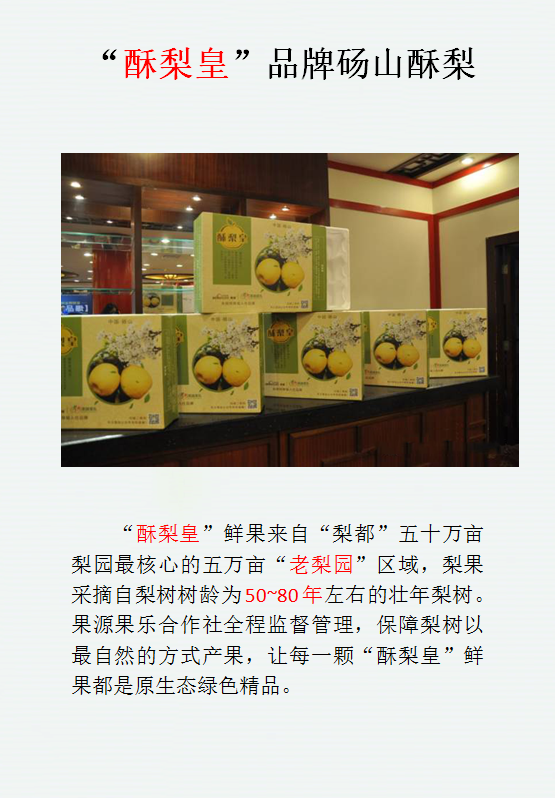 “酥梨皇”品牌砀山酥梨
酥梨皇
酥梨皇
“酥梨皇”鲜果来自“梨都”五十万亩
梨园最核心的五万亩“老梨园”区域，梨果
采摘自梨树树龄为50~80年左右的壮年梨树。
果源果乐合作社全程监督管理，保障梨树以
最自然的方式产果，让每一颗“酥梨皇”鲜
果都是原生态绿色精品。